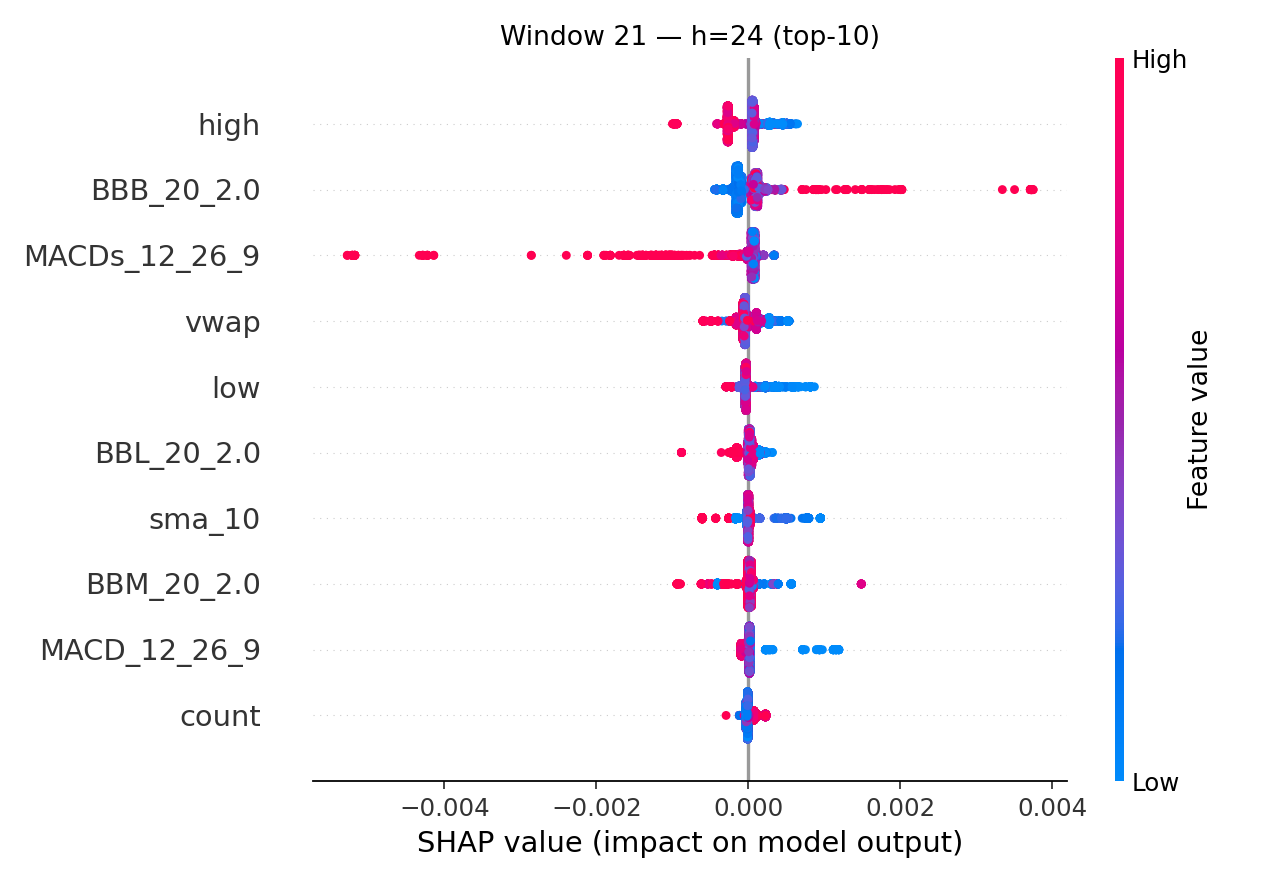 Window 21 — h=24 (top-10)
High
high
BBB_20_2.0
MACDs_12_26_9
vwap
low
BBL_20_2.0
sma_10
BBM_20_2.0
MACD_12_26_9
count
Feature value
Low
−0.004 −0.002 0.000 0.002 0.004
SHAP value (impact on model output)